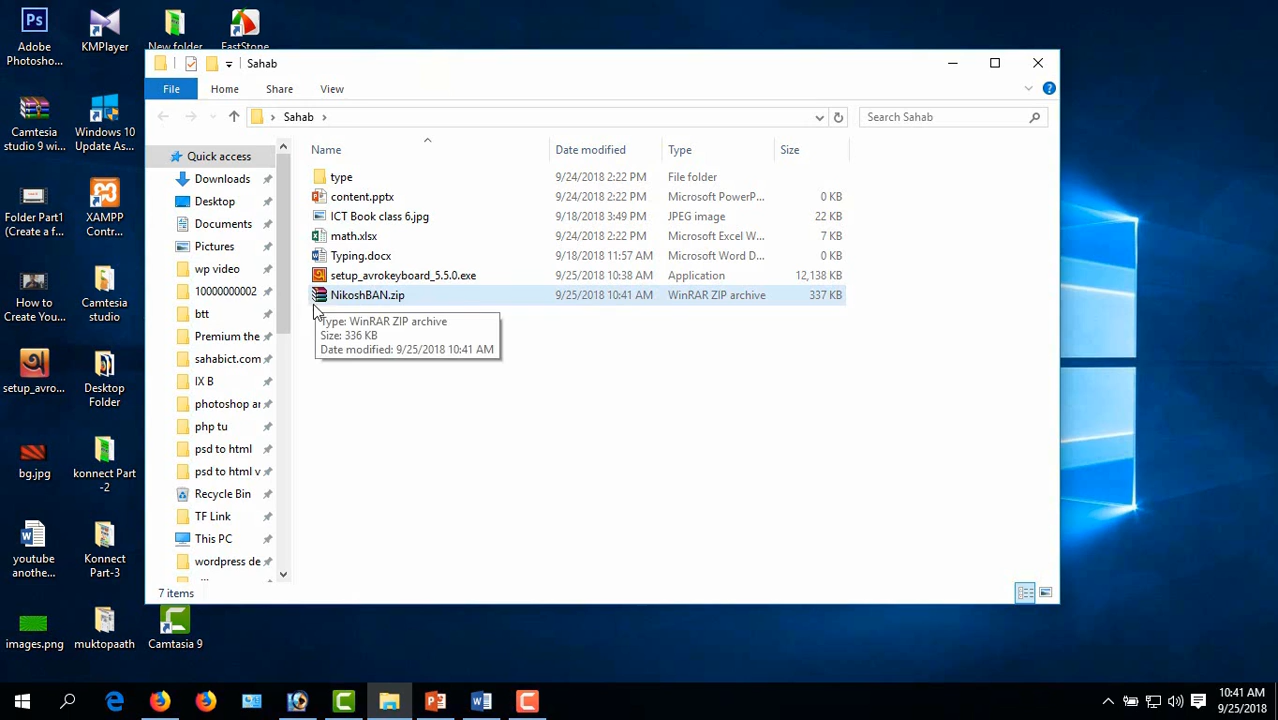 Adobe
Photosho...
KMPlayer
New folder
FastStone
Camtesia
studio 9 wi...
Windows 10
Update As...
Folder Part1
(Create a f...
XAMPP
Contr...
How to
Create You...
Camtesia
studio
setup_avro...
Desktop
Folder
bg.jpg
konnect Part
-2
youtube
anothe...
Konnect
Part-3
images.png
muktopaath
Camtasia 9
Sahab
File
Home
Share
View
Sahab
Search Sahab
Quick access
Downloads
Desktop
Documents
Pictures
wp video
10000000002
btt
Premium the
sahabict.com
IX B
photoshop ar
php tu
psd to html
psd to html v
Recycle Bin
TF Link
This PC
wordpress de
Name Date modified Type Size
type 9/24/2018 2:22 PM File folder
content.pptx 9/24/2018 2:22 PM Microsoft PowerP... 0 KB
ICT Book class 6.jpg 9/18/2018 3:49 PM JPEG image 22 KB
math.xlsx 9/24/2018 2:22 PM Microsoft Excel W... 7 KB
Typing.docx 9/18/2018 11:57 AM Microsoft Word D...
setup_avrokeyboard_5.5.0.exe 9/25/2018 10:38 AM Application 12,138 KB
NikoshBAN.zip 9/25/2018 10:41 AM WinRAR ZIP archive 337 KB
Type: WinRAR ZIP archive
Size: 336 KB
Date modified: 9/25/2018 10:41 AM
7 items
10:41 AM
9/25/2018